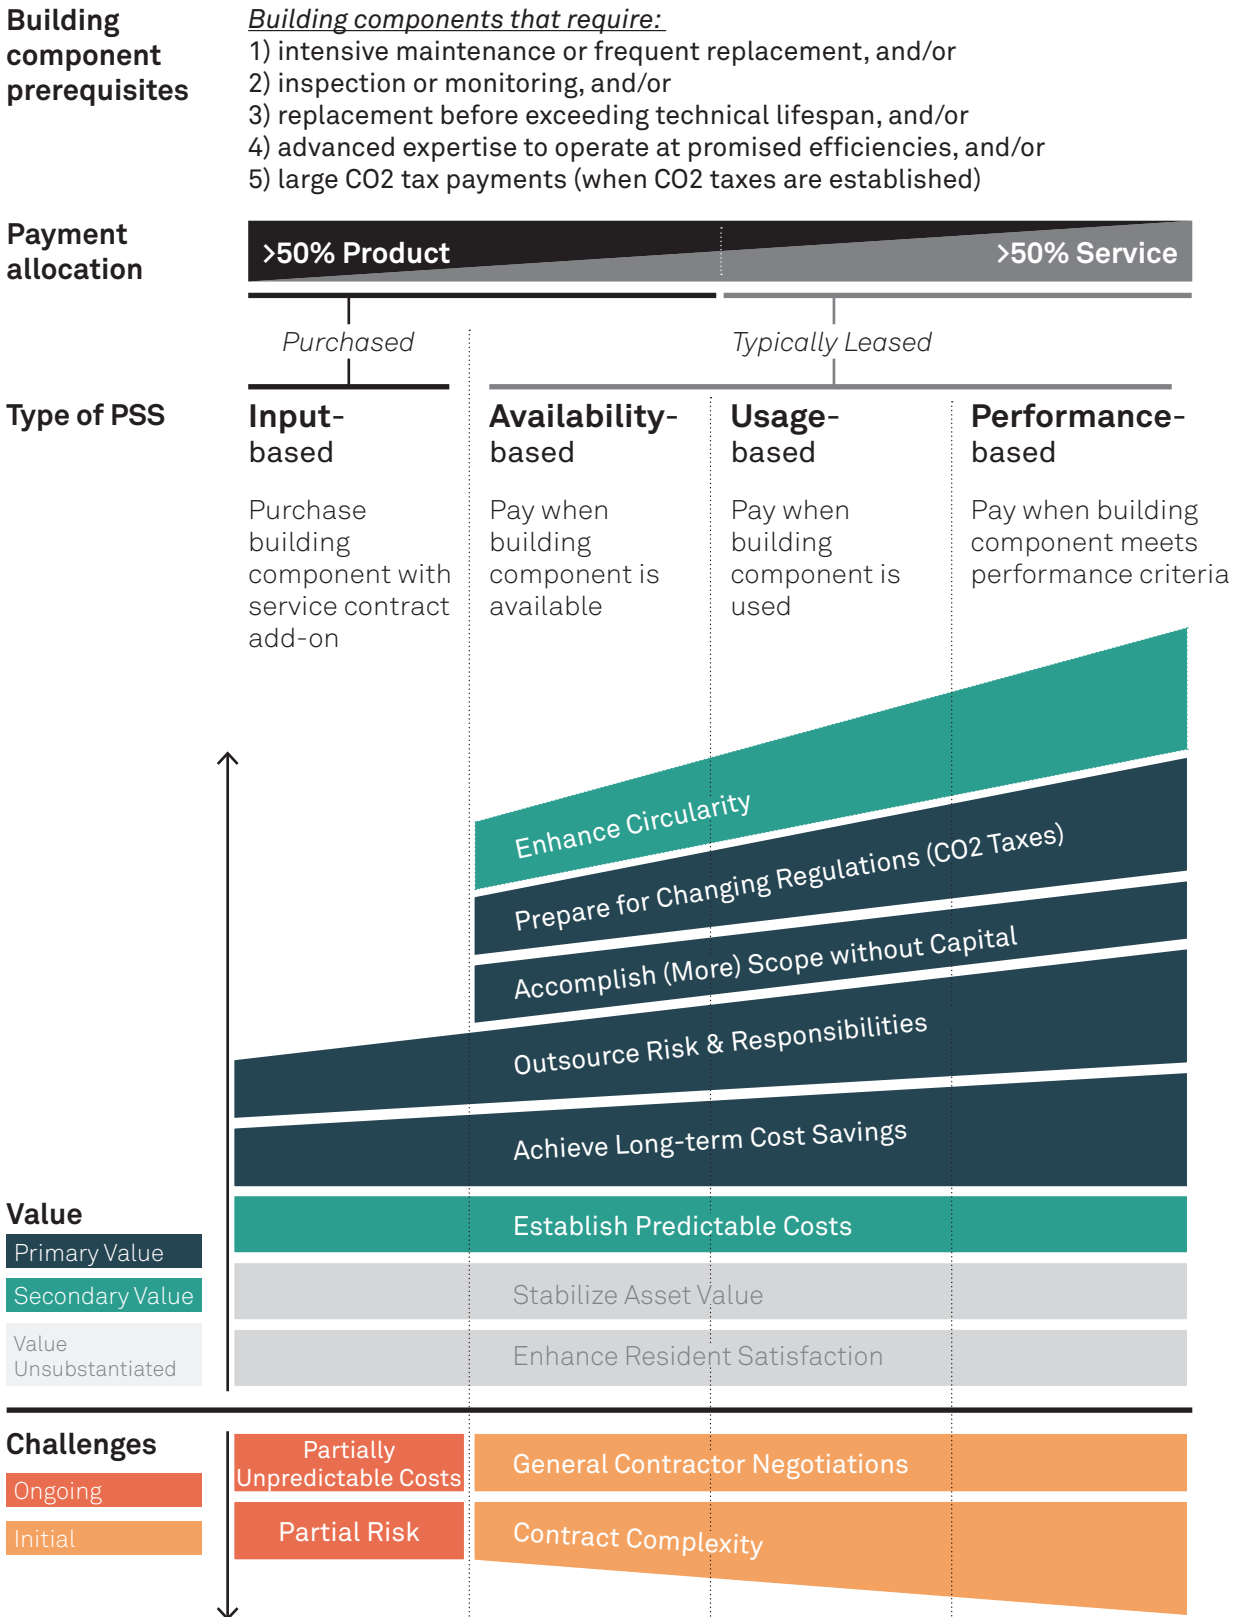 Building
component
prerequisites
Building components that require:
1) intensive maintenance or frequent replacement, and/or
2) inspection or monitoring, and/or
3) replacement before exceeding technical lifespan, and/or
4) advanced expertise to operate at promised efficiencies, and/or
5) large CO2 tax payments (when CO2 taxes are established)
Payment
allocation
>50% Product
>50% Service
Purchased
Typically Leased
Type of PSS
Input-
based
Purchase
building
component with
service contract
add-on
Availability-
based
Pay when
building
component is
available
Usage-
based
Pay when
building
component is
used
Performance-
based
Pay when building
component meets
performance criteria
Enhance Circularity
Prepare for Changing Regulations (CO2 Taxes)
Accomplish (More) Scope without Capital
Outsource Risk & Responsibilities
Achieve Long-term Cost Savings
Establish Predictable Costs
Stabilize Asset Value
Enhance Resident Satisfaction
Value
Primary Value
Secondary Value
Value
Unsubstantiated
Challenges
Ongoing
Initial
Partially
Unpredictable Costs
General Contractor Negotiations
Partial Risk
Contract Complexity